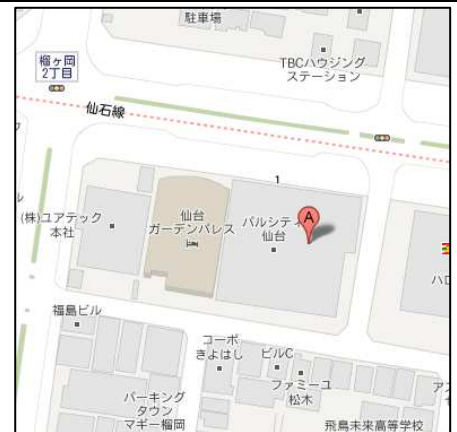 駐車場
TBCハウジング
ステーション
榴ヶ岡
2丁目
仙石線
1
A
仙台
ガーデンパレス
パルシティ
仙台
(株)ユアテック
本社
ハロ
福島ビル
コーポ
きよはし
ビルC
ファミーユ
松木
パーキング
タウン
マギー榴岡
飛鳥未来高等学校